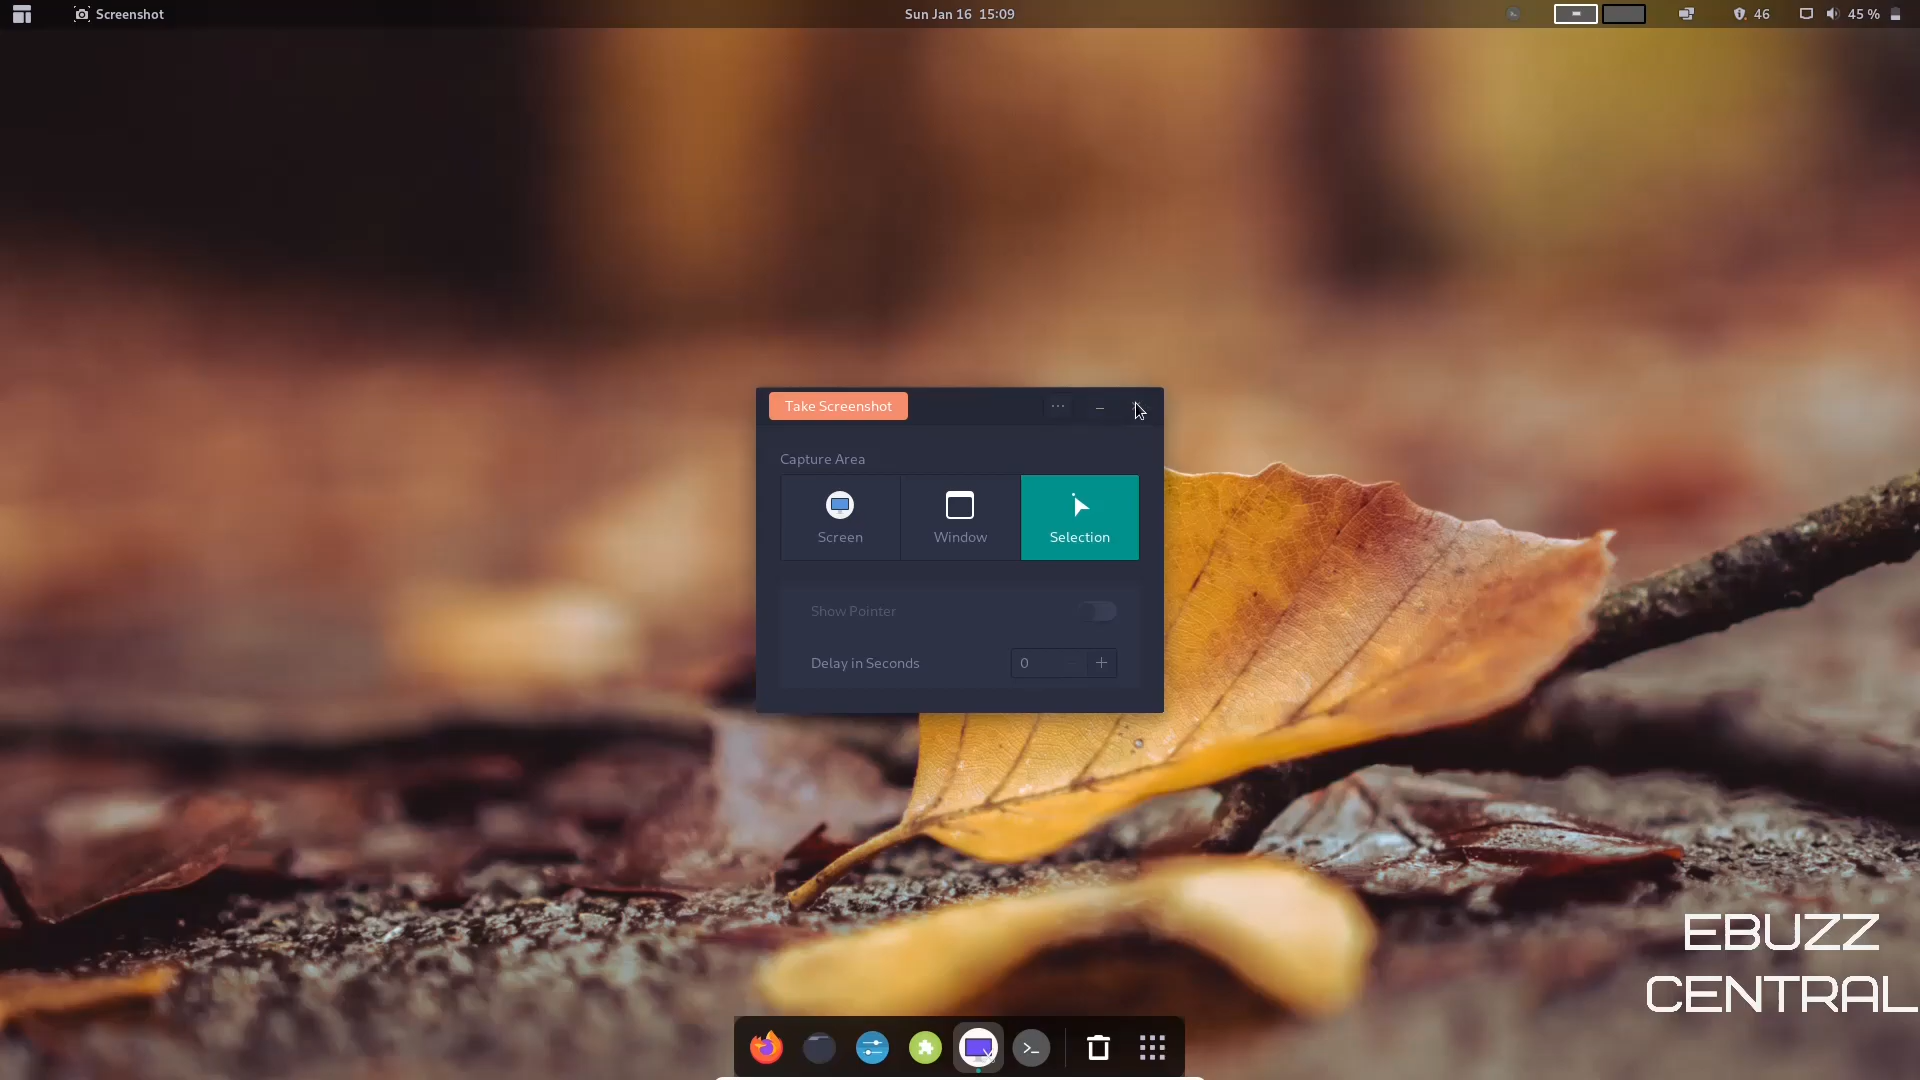 Screenshot
Sun Jan 16 15:09
46
45 %
Take Screenshot
Capture Area
Screen
Window
Selection
Show Pointer
Delay in Seconds
0
EBUZZ
CENTRAL